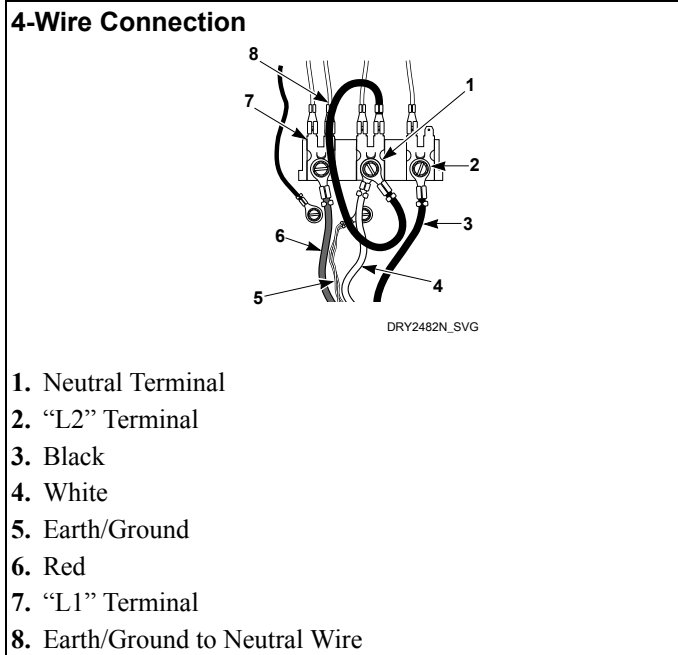 4-Wire Connection
8
1
7
2
3
6
4
5
DRY2482N_SVG
1. Neutral Terminal
2. “L2” Terminal
3. Black
4. White
5. Earth/Ground
6. Red
7. “L1” Terminal
8. Earth/Ground to Neutral Wire